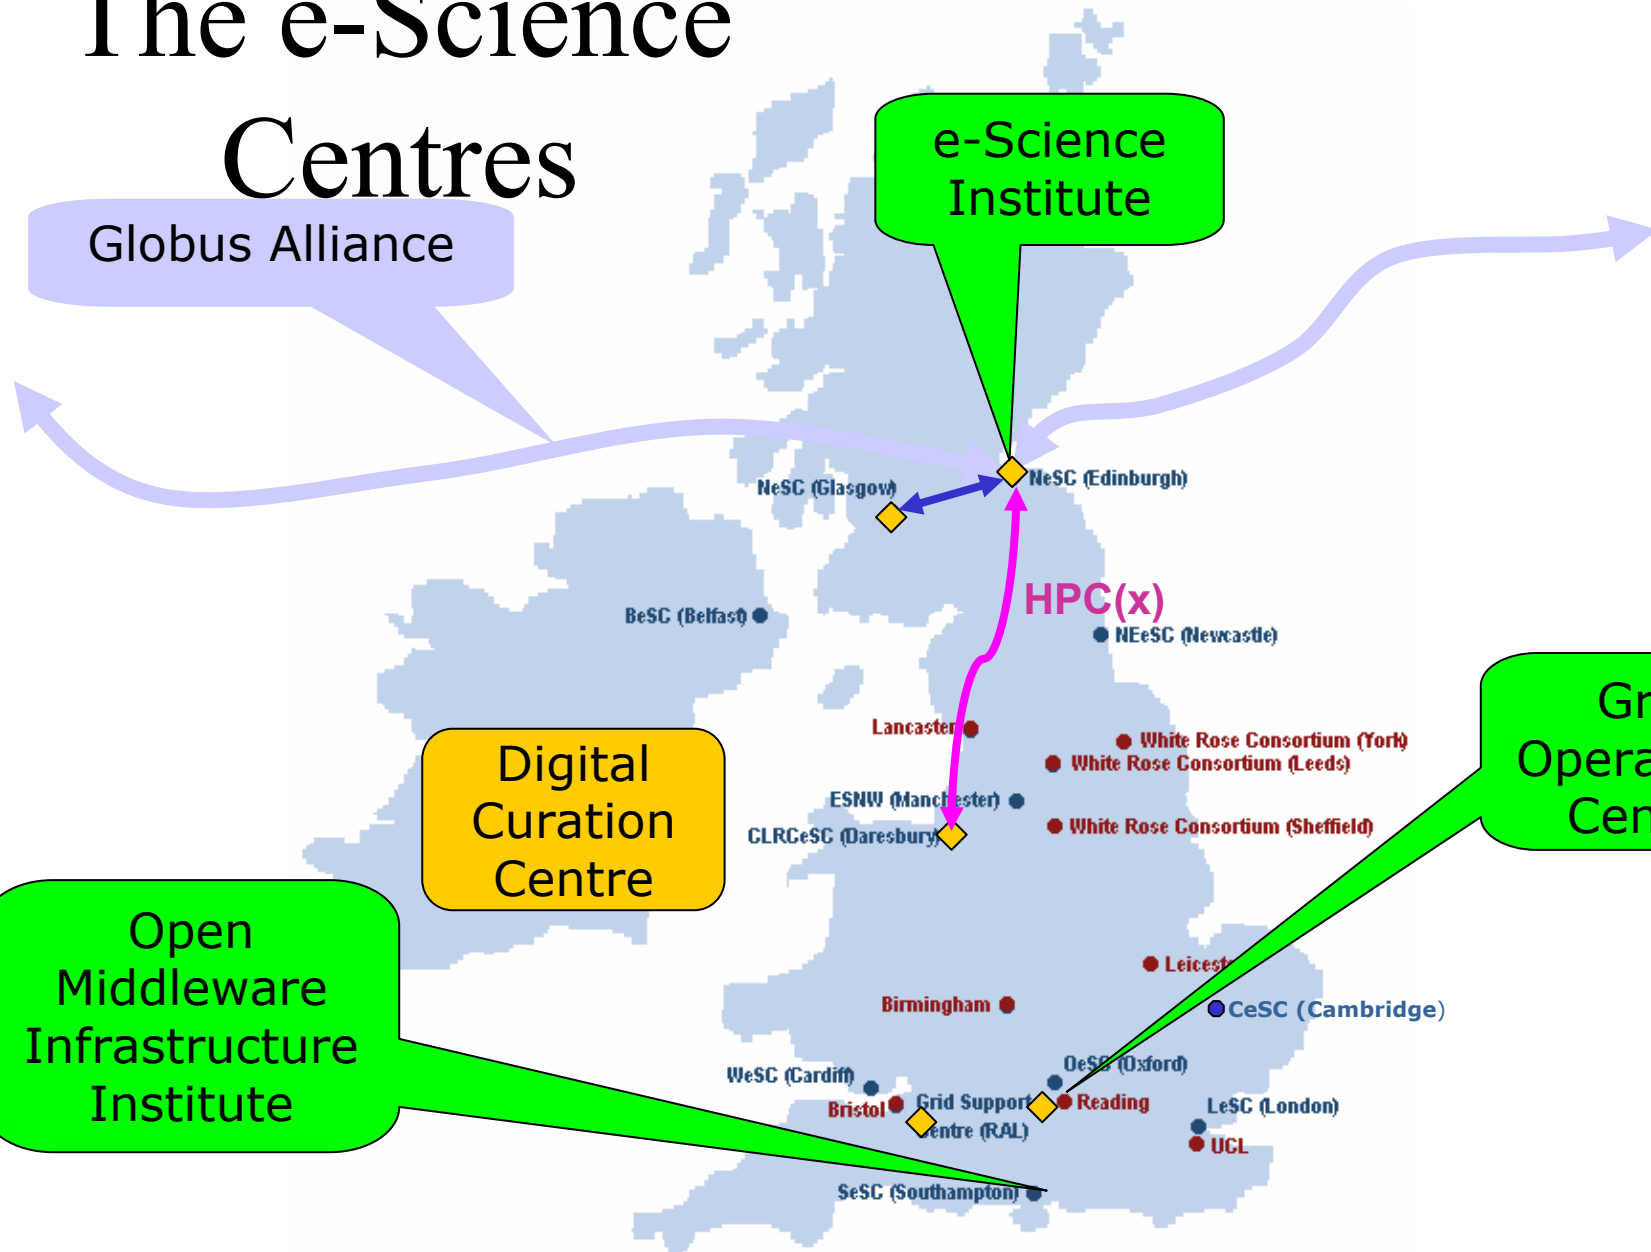 The e-Science
Centres
Globus Alliance
e-Science
Institute
NeSC (Glasgow)
NeSC (Edinburgh)
HPC(x)
BeSC (Belfast)
NEeSC (Newcastle)
Lancaster
White Rose Consortium (York)
White Rose Consortium (Leeds)
Digital
Curation
Centre
ESNW (Manchester)
CLRCeSC (Daresbury)
White Rose Consortium (Sheffield)
Open
Middleware
Infrastructure
Institute
Birmingham
CeSC (Cambridge)
WeSC (Cardiff)
OeSC (Oxford)
Bristol
Grid Support
Centre (RAL)
Reading
LeSC (London)
UCL
SeSC (Southampton)